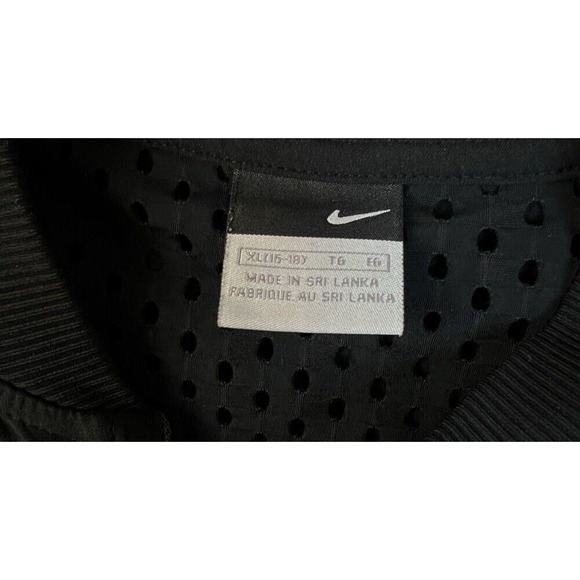 XL(16-18) TG EG
MADE IN SRI LANKA
FABRIQUE AU SRI LANKA